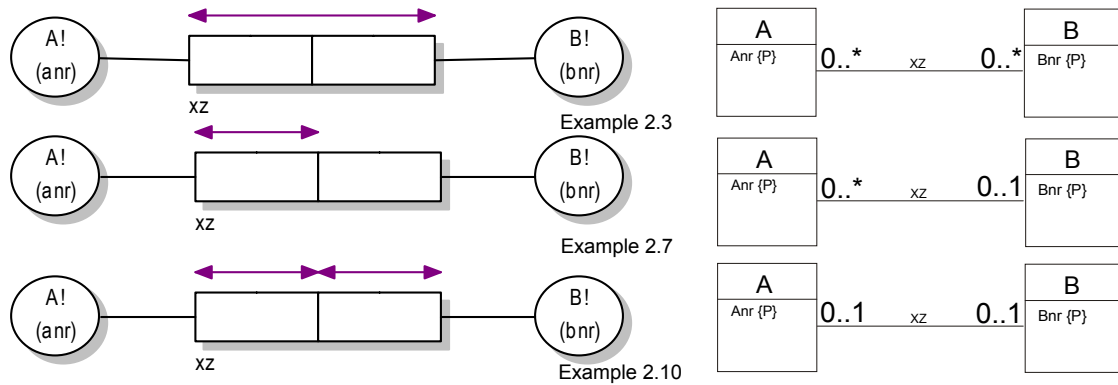 A!
(anr)
B!
(bnr)
xz
Example 2.3
A
Anr {P}
0..*
xz
0..*
B
Bnr {P}
A!
(anr)
B!
(bnr)
xz
Example 2.7
A
Anr {P}
0..*
xz
0..1
B
Bnr {P}
A!
(anr)
B!
(bnr)
xz
Example 2.10
A
Anr {P}
0..1
xz
0..1
B
Bnr {P}